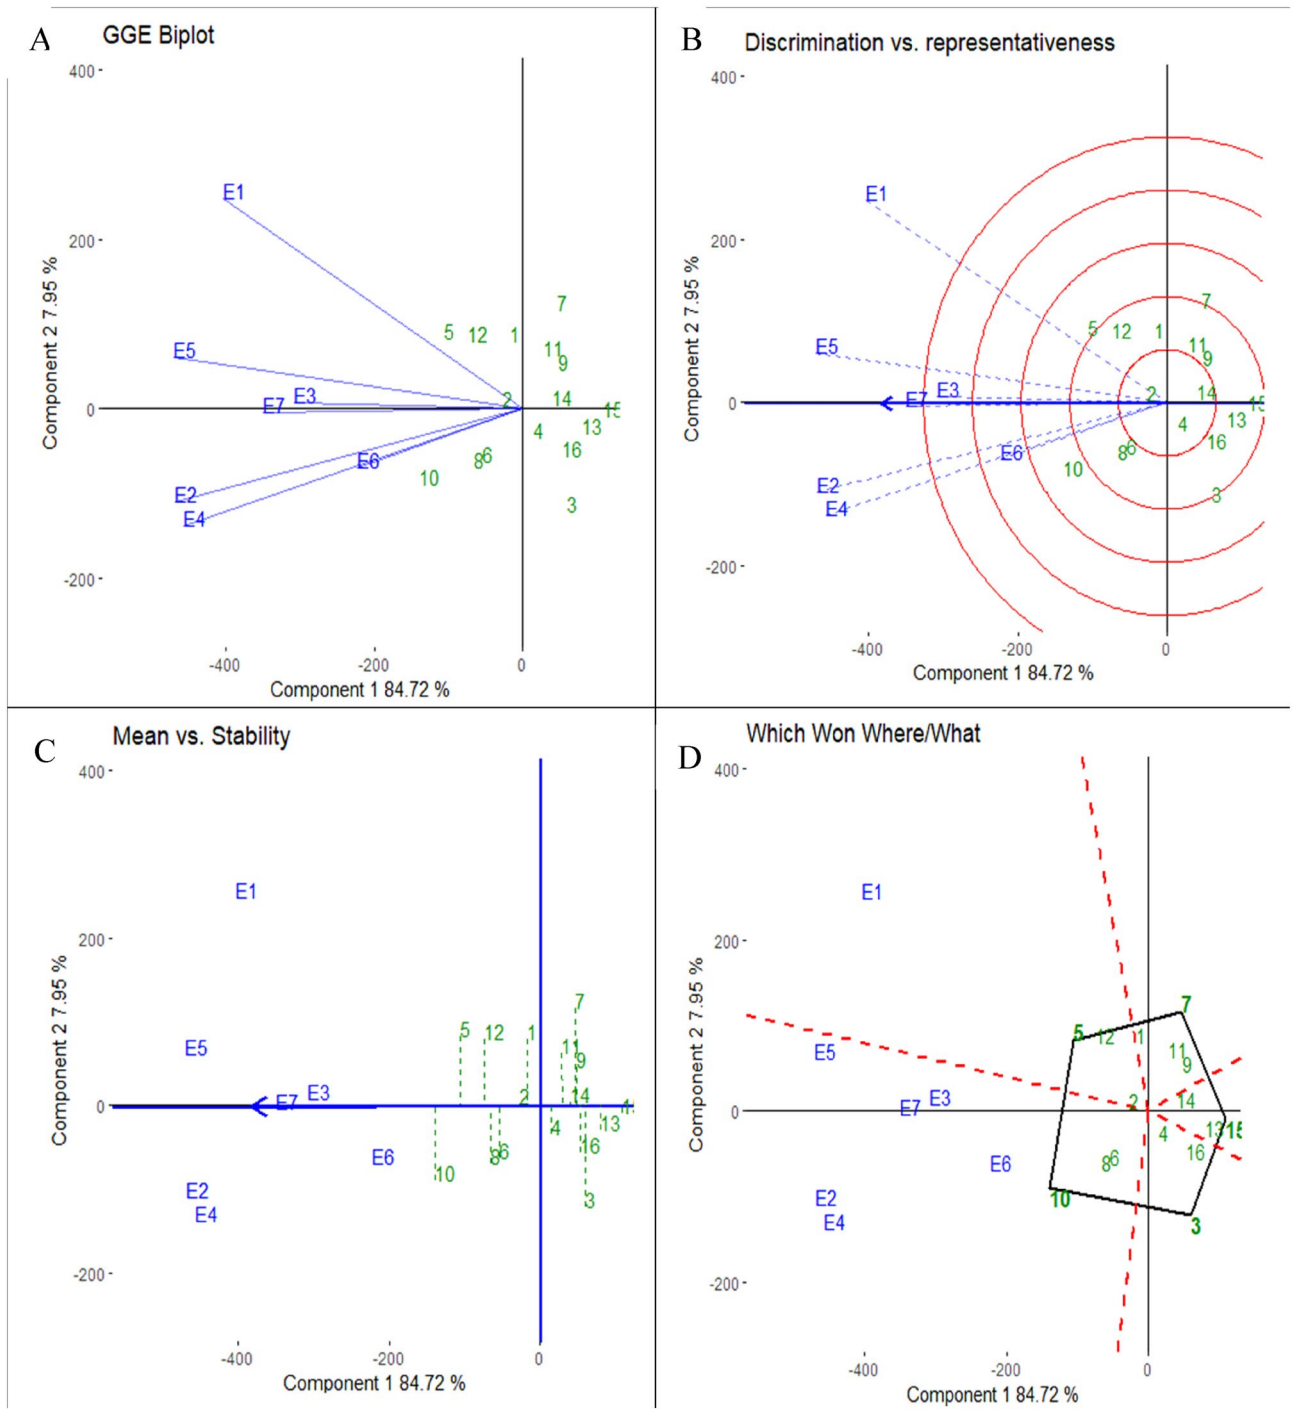 A
GGE Biplot
400
200
0
-200
Component 2 7.95 %
E1
E5
E3
E7
E6
E2
E4
5
12
1
7
11
9
2
14
15
4
13
8
6
16
10
3
-400
-200
0
Component 1 84.72 %
B
Discrimination vs. representativeness
400
200
0
-200
Component 2 7.95 %
E1
E5
E3
E7
E6
E2
E4
7
5
12
1
11
9
2
14
15
4
13
8
6
16
10
3
-400
-200
0
Component 1 84.72 %
C
Mean vs. Stability
400
200
0
-200
Component 2 7.95 %
E1
E5
E3
E7
E6
E2
E4
7
5
12
1
11
9
2
14
4
13
8
6
16
10
3
-400
-200
0
Component 1 84.72 %
D
Which Won Where/What
400
200
0
-200
Component 2 7.95 %
E1
E5
E3
E7
E6
E2
E4
7
5
12
1
11
9
2
14
4
13
15
8
6
16
10
3
-400
-200
0
Component 1 84.72 %